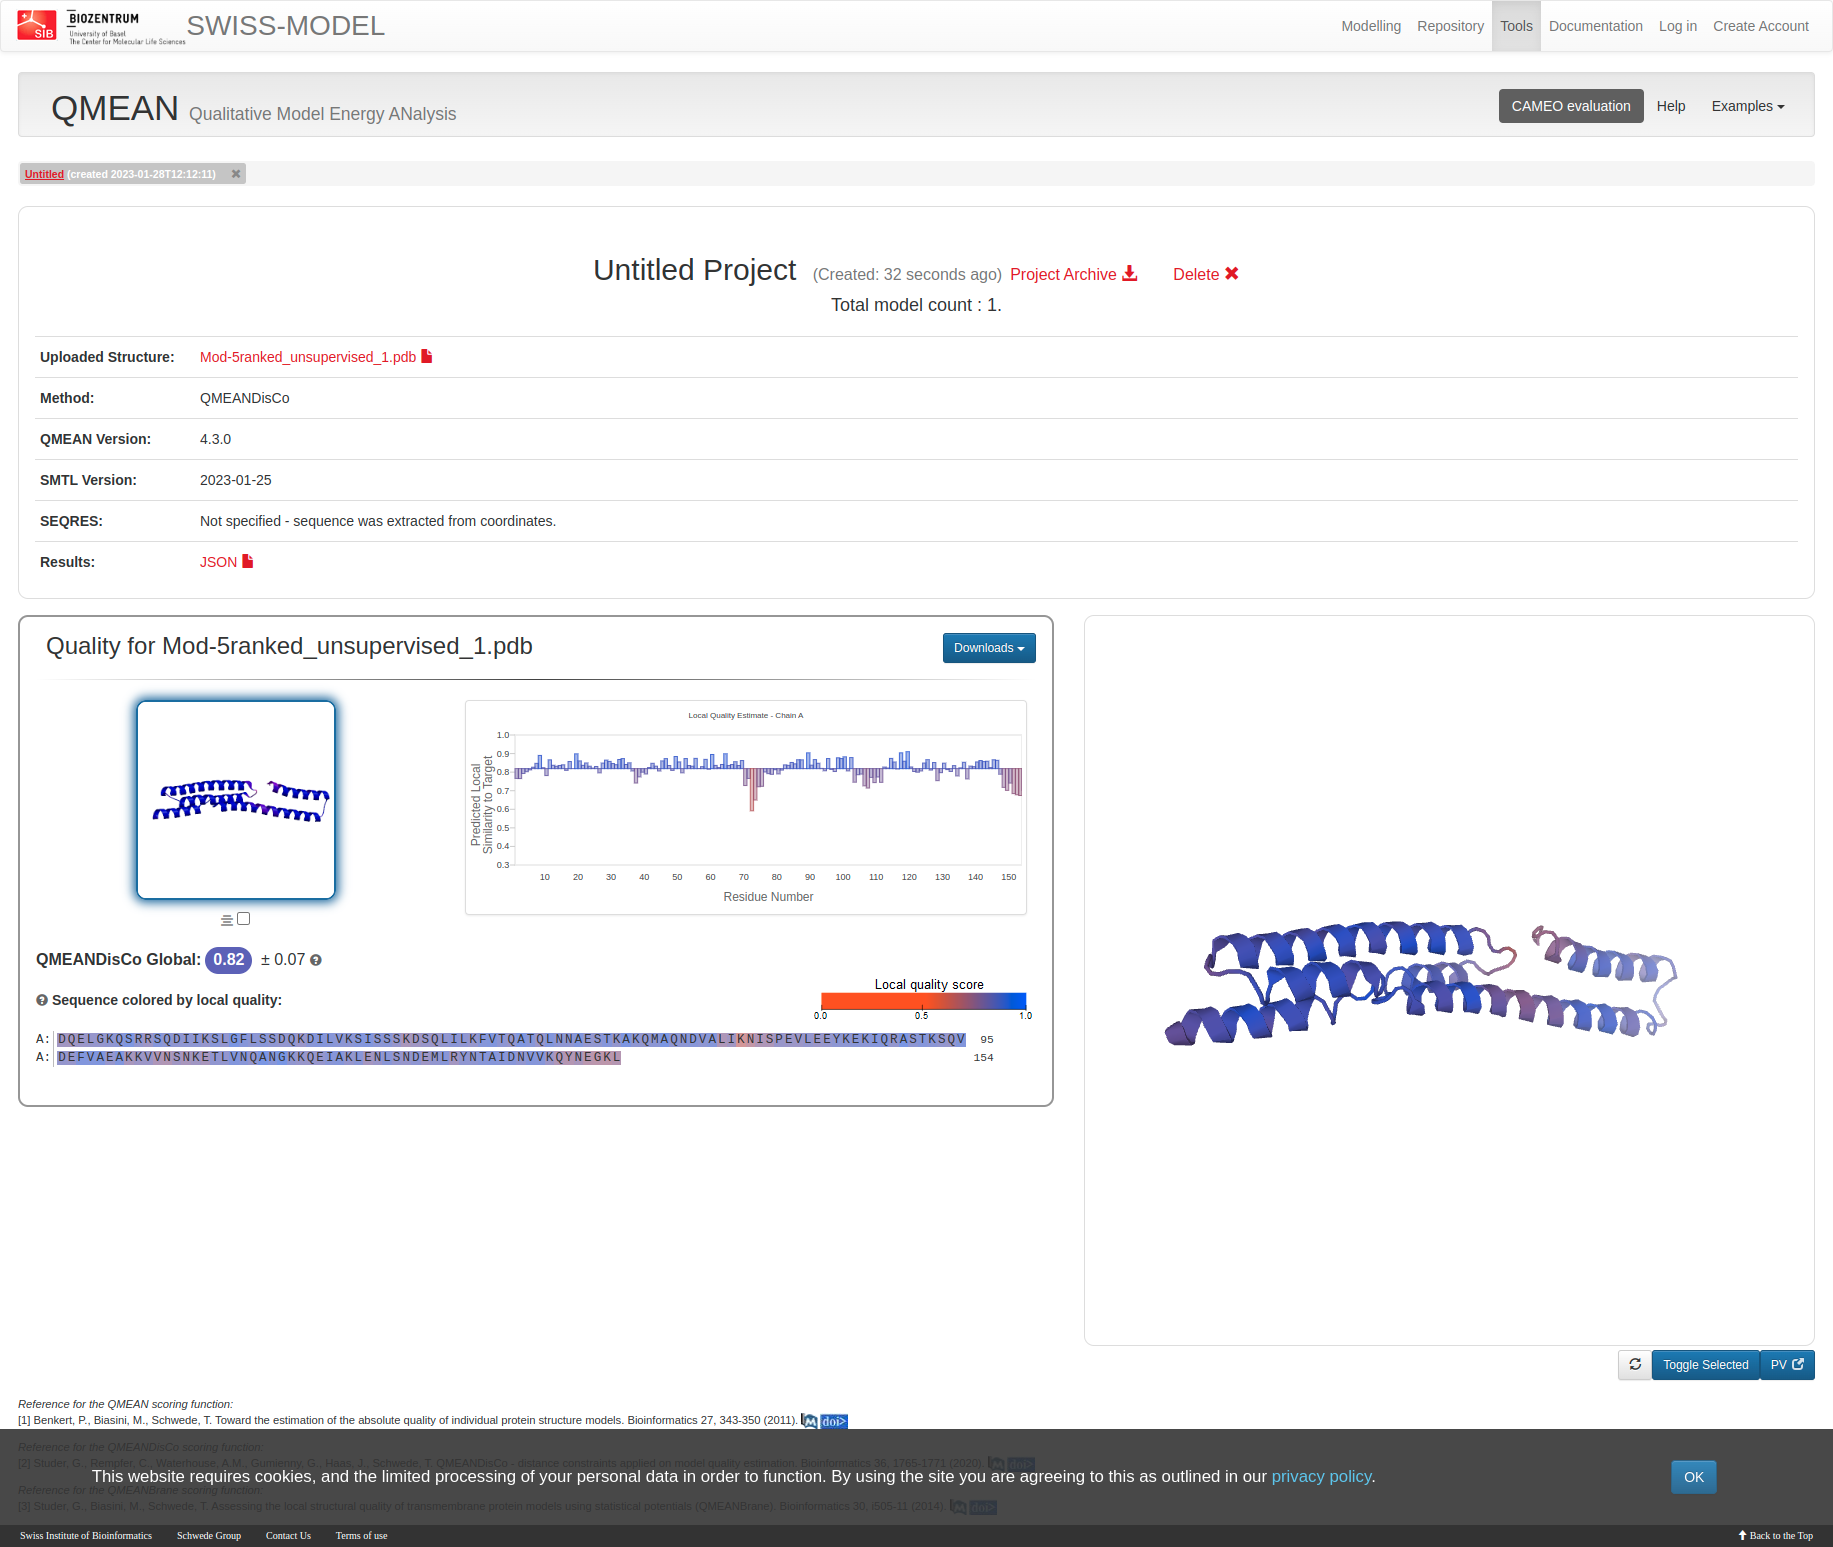 SIB
BIOZENTRUM
University of Basel
The Center for Molecular Life Sciences
SWISS-MODEL
Modelling Repository Tools Documentation Log in Create Account
QMEAN Qualitative Model Energy ANalysis
CAMEO evaluation Help Examples
Untitled (created 2023-01-28T12:12:11)
Untitled Project (Created: 32 seconds ago) Project Archive Delete
Total model count : 1.
Uploaded Structure: Mod-5ranked_unsupervised_1.pdb
Method: QMEANDisCo
QMEAN Version: 4.3.0
SMTL Version: 2023-01-25
SEQRES: Not specified - sequence was extracted from coordinates.
Results: JSON
Quality for Mod-5ranked_unsupervised_1.pdb
Downloads
Local Quality Estimate - Chain A
Predicted Local
Similarity to Target
1.0
0.9
0.8
0.7
0.6
0.5
0.4
0.3
10 20 30 40 50 60 70 80 90 100 110 120 130 140 150
Residue Number
QMEANDisCo Global: 0.82 ± 0.07
Sequence colored by local quality:
Local quality score
0.0 0.5 1.0
A: DQELGKQSRRSQDIIKSLGFLSSDQKDILVKSISSSKDSQLILKFVTQATQLNNAESTKAKQMAQNDVALIKNISPEVLEEYKEKIQRASTKSQV 95
A: DEFVAEAKKVVNSNKETLVNQANGKKQEIAKLENLSNDEMLRYNTAIDNVVKQYNEGKL 154
Toggle Selected PV
Reference for the QMEAN scoring function:
[1] Benkert, P., Biasini, M., Schwede, T. Toward the estimation of the absolute quality of individual protein structure models. Bioinformatics 27, 343-350 (2011). M doi>
Reference for the QMEANDisCo scoring function:
[2] Studer, G., Rempfer, C., Waterhouse, A.M., Gumienny, G., Haas, J., Schwede, T. QMEANDisCo - distance constraints applied on model quality estimation. Bioinformatics 36, 1765-1771 (2020). M doi>
This website requires cookies, and the limited processing of your personal data in order to function. By using the site you are agreeing to this as outlined in our privacy policy.
OK
Reference for the QMEANBrane scoring function:
[3] Studer, G., Biasini, M., Schwede, T. Assessing the local structural quality of transmembrane protein models using statistical potentials (QMEANBrane). Bioinformatics 30, i505-11 (2014). M doi>
Swiss Institute of Bioinformatics Schwede Group Contact Us Terms of use
Back to the Top